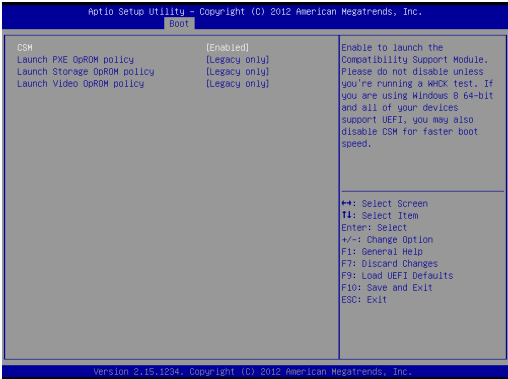 Aptio Setup Utility – Copyright (C) 2012 American Megatrends, Inc.
Boot
CSM [Enabled]
Launch PXE OpROM policy [Legacy only]
Launch Storage OpROM policy [Legacy only]
Launch Video OpROM policy [Legacy only]
Enable to launch the
Compatibility Support Module.
Please do not disable unless
you're running a WHCK test. If
you are using Windows 8 64-bit
and all of your devices
support UEFI, you may also
disable CSM for faster boot
speed.
↔: Select Screen
↑↓: Select Item
Enter: Select
+/-: Change Option
F1: General Help
F7: Discard Changes
F9: Load UEFI Defaults
F10: Save and Exit
ESC: Exit
Version 2.15.1234. Copyright (C) 2012 American Megatrends, Inc.